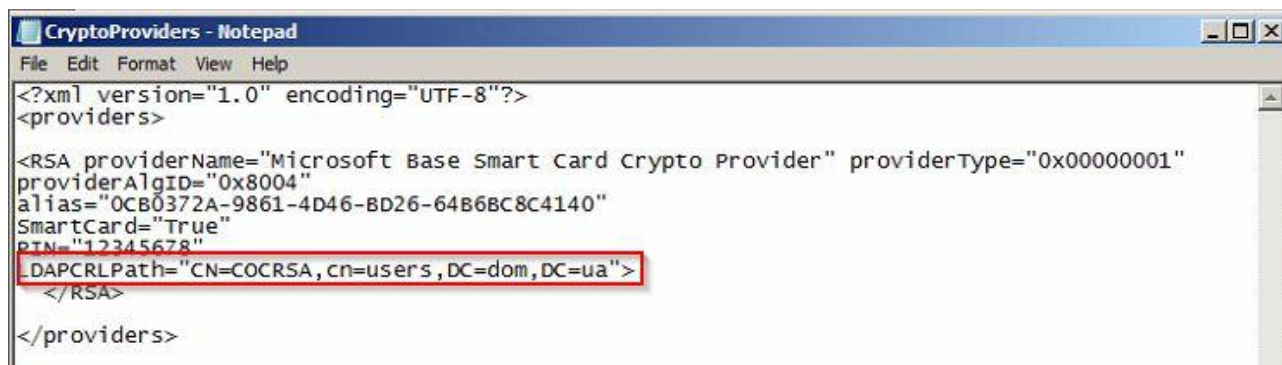 CryptoProviders - Notepad
File Edit Format View Help
<?xml version="1.0" encoding="UTF-8"?>
<providers>
<RSA providerName="Microsoft Base Smart Card Crypto Provider" providerType="0x00000001"
providerAlgID="0x8004"
alias="0CB0372A-9861-4D46-BD26-64B6BC8C4140"
SmartCard="True"
PIN="12345678"
LDAPCRLPath="CN=COCRSA,cn=users,DC=dom,DC=ua">
</RSA>
</providers>